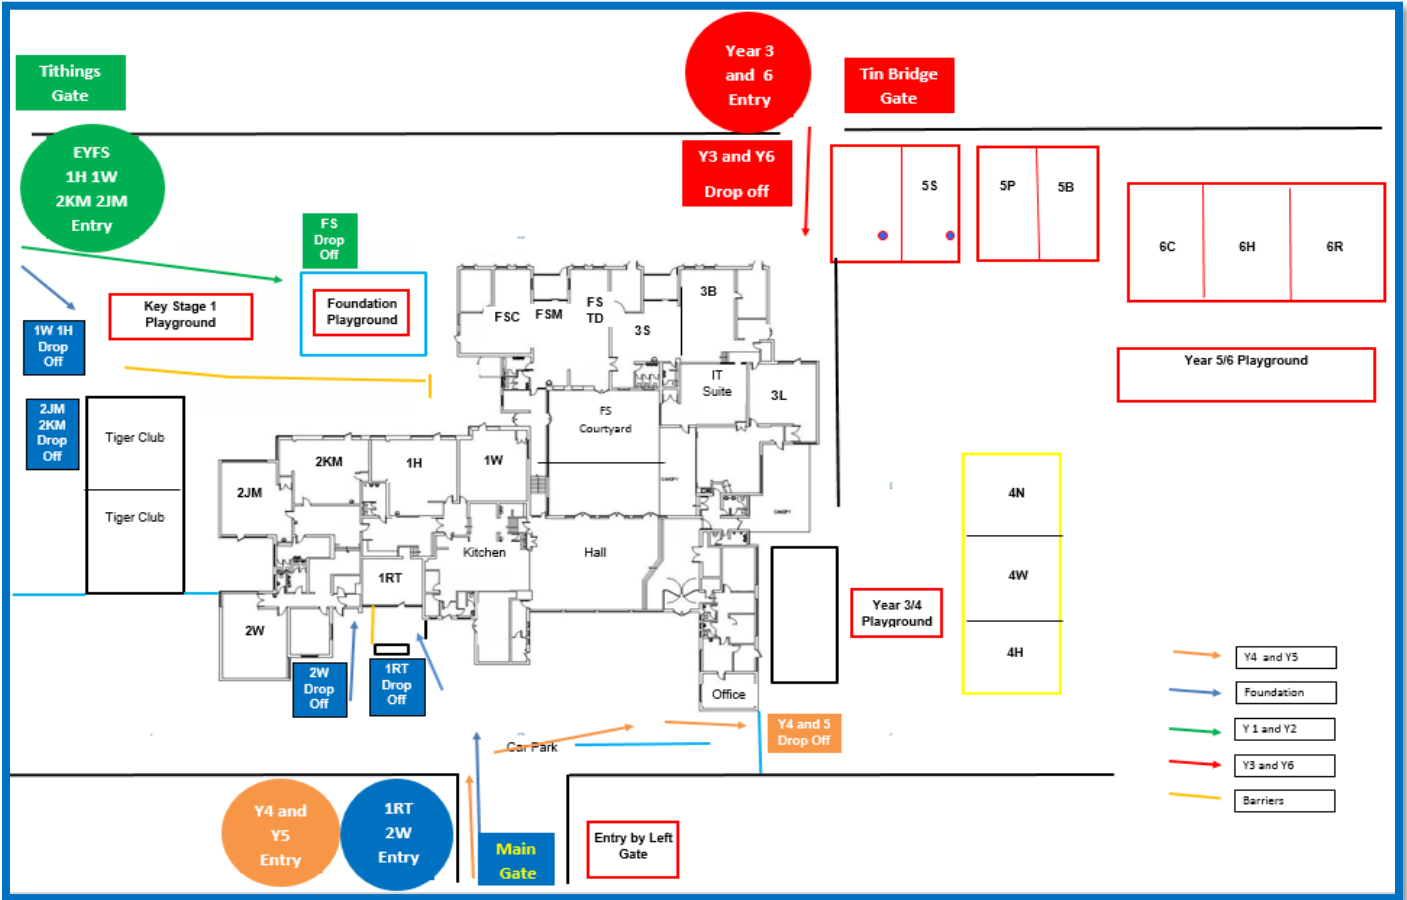 Tithings
Gate
Year 3
and 6
Entry
Tin Bridge
Gate
EYFS
1H 1W
2KM 2JM
Entry
Y3 and Y6
Drop off
5S
5P
5B
6C
6H
6R
FS
Drop
Off
Key Stage 1
Playground
Foundation
Playground
1W 1H
Drop
Off
FSC
FSM
FS
TD
3S
3B
IT
Suite
3L
Year 5/6 Playground
2JM
2KM
Drop
Off
Tiger Club
Tiger Club
FS
Courtyard
2KM
1H
1W
2JM
CANOPY
CANOPY
4N
4W
4H
Kitchen
Hall
1RT
2W
Year 3/4
Playground
2W
Drop
Off
1RT
Drop
Off
Office
Y4 and 5
Drop Off
Car Park
Y4 and Y5
Foundation
Y 1 and Y2
Y3 and Y6
Barriers
Y4 and
Y5
Entry
1RT
2W
Entry
Main
Gate
Entry by Left
Gate